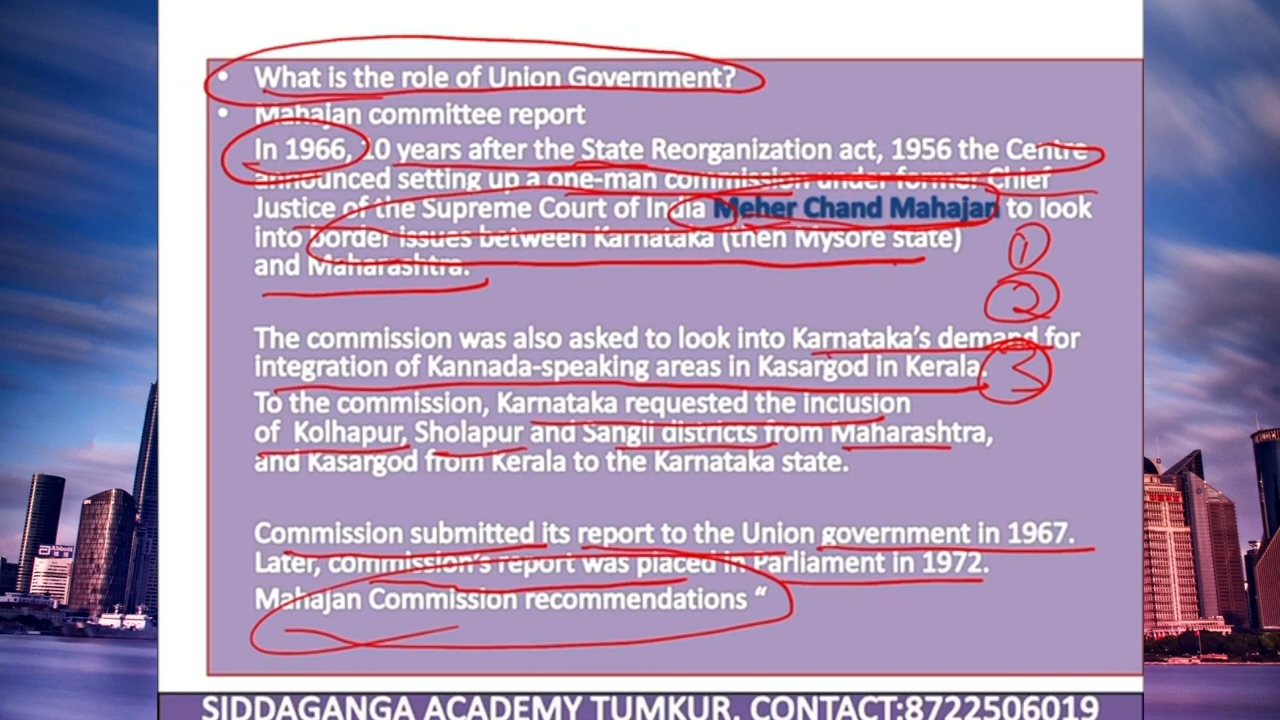 • What is the role of Union Government?
• Mahajan committee report
In 1966, 10 years after the State Reorganization act, 1956 the Centre
announced setting up a one-man commission under former Chief
Justice of the Supreme Court of India Meher Chand Mahajan to look
into border issues between Karnataka (then Mysore state)
and Maharashtra.
1
2
The commission was also asked to look into Karnataka's demand for
integration of Kannada-speaking areas in Kasargod in Kerala.
3
To the commission, Karnataka requested the inclusion
of Kolhapur, Sholapur and Sangli districts from Maharashtra,
and Kasargod from Kerala to the Karnataka state.
Commission submitted its report to the Union government in 1967.
Later, commission's report was placed in Parliament in 1972.
Mahajan Commission recommendations “
Abbott
SIDDAGANGA ACADEMY TUMKUR. CONTACT:8722506019